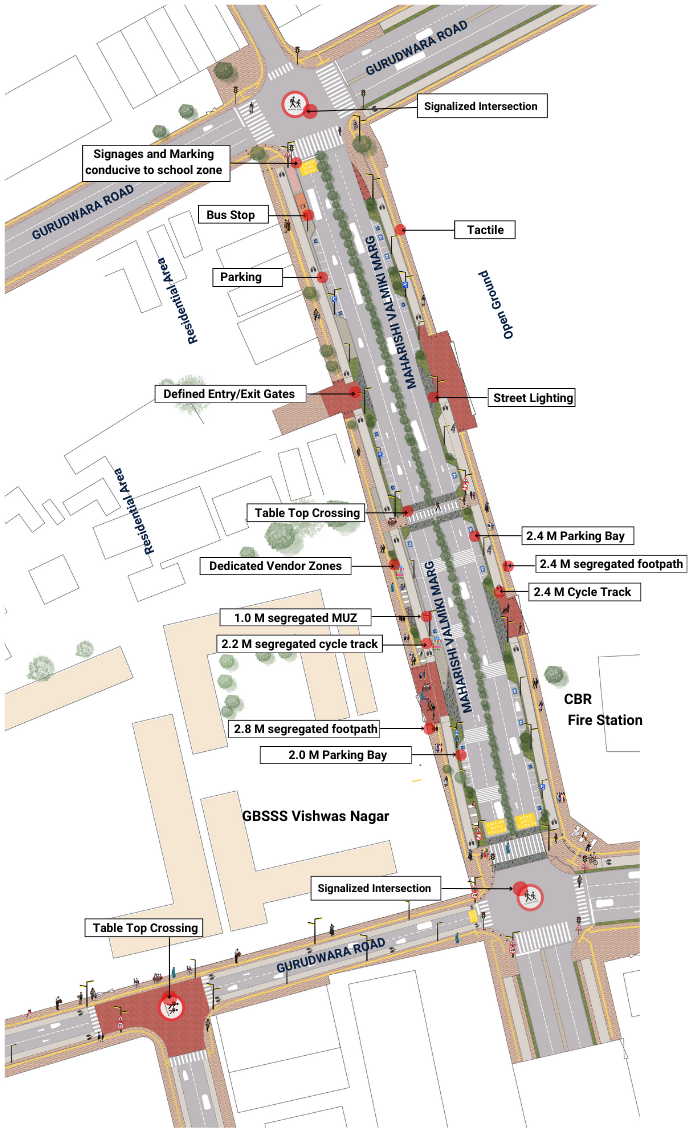 GURUDWARA ROAD
Signalized Intersection
Signages and Marking
conducive to school zone
GURUDWARA ROAD
Bus Stop
Tactile
Parking
Residential Area
MAHARISHI VALMIKI MARG
Open Ground
Defined Entry/Exit Gates
Street Lighting
Residential Area
Table Top Crossing
2.4 M Parking Bay
Dedicated Vendor Zones
2.4 M segregated footpath
2.4 M Cycle Track
1.0 M segregated MUZ
MAHARISHI VALMIKI MARG
2.2 M segregated cycle track
CBR
Fire Station
2.8 M segregated footpath
2.0 M Parking Bay
GBSSS Vishwas Nagar
Signalized Intersection
Table Top Crossing
GURUDWARA ROAD